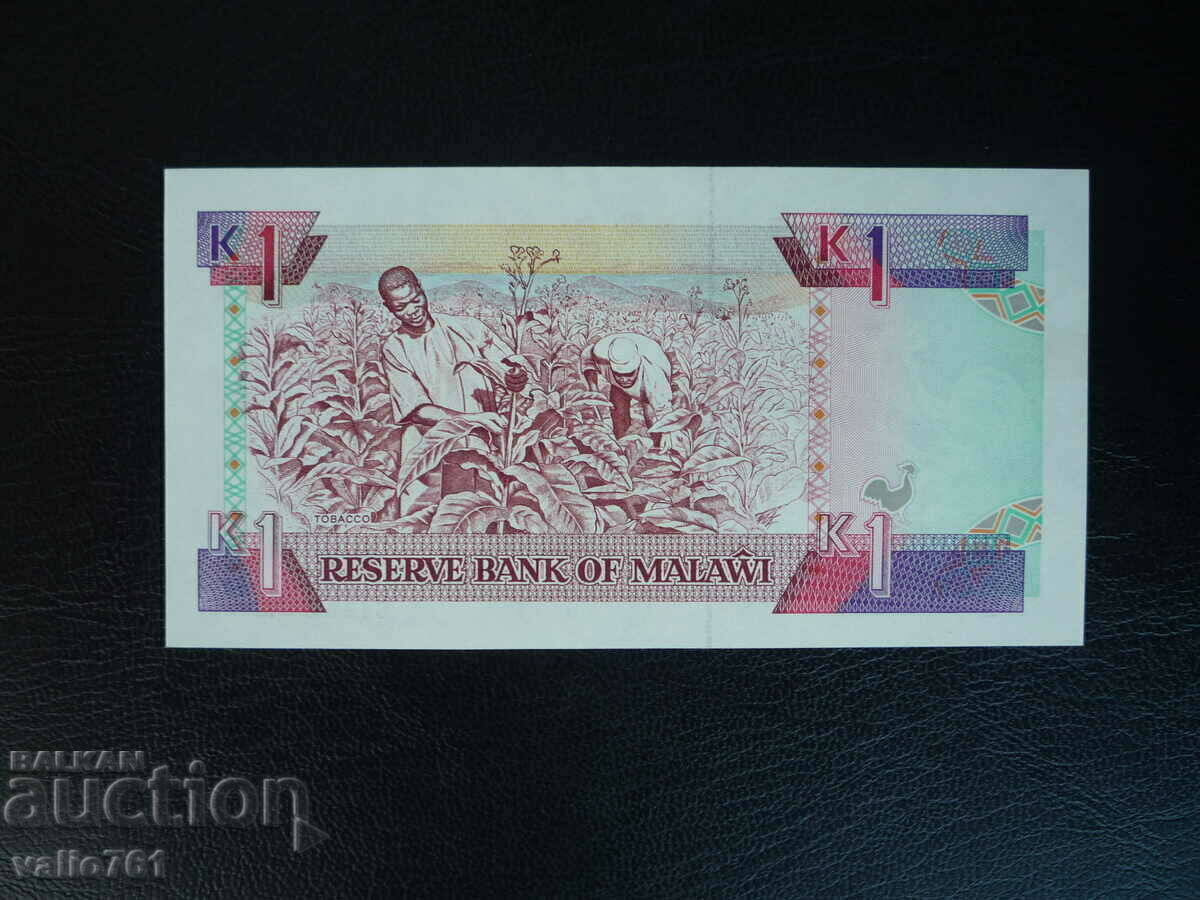 K1
K1
TOBACCO
K1
K1
RESERVE BANK OF MALAŴI
BALKAN
auction
valio761